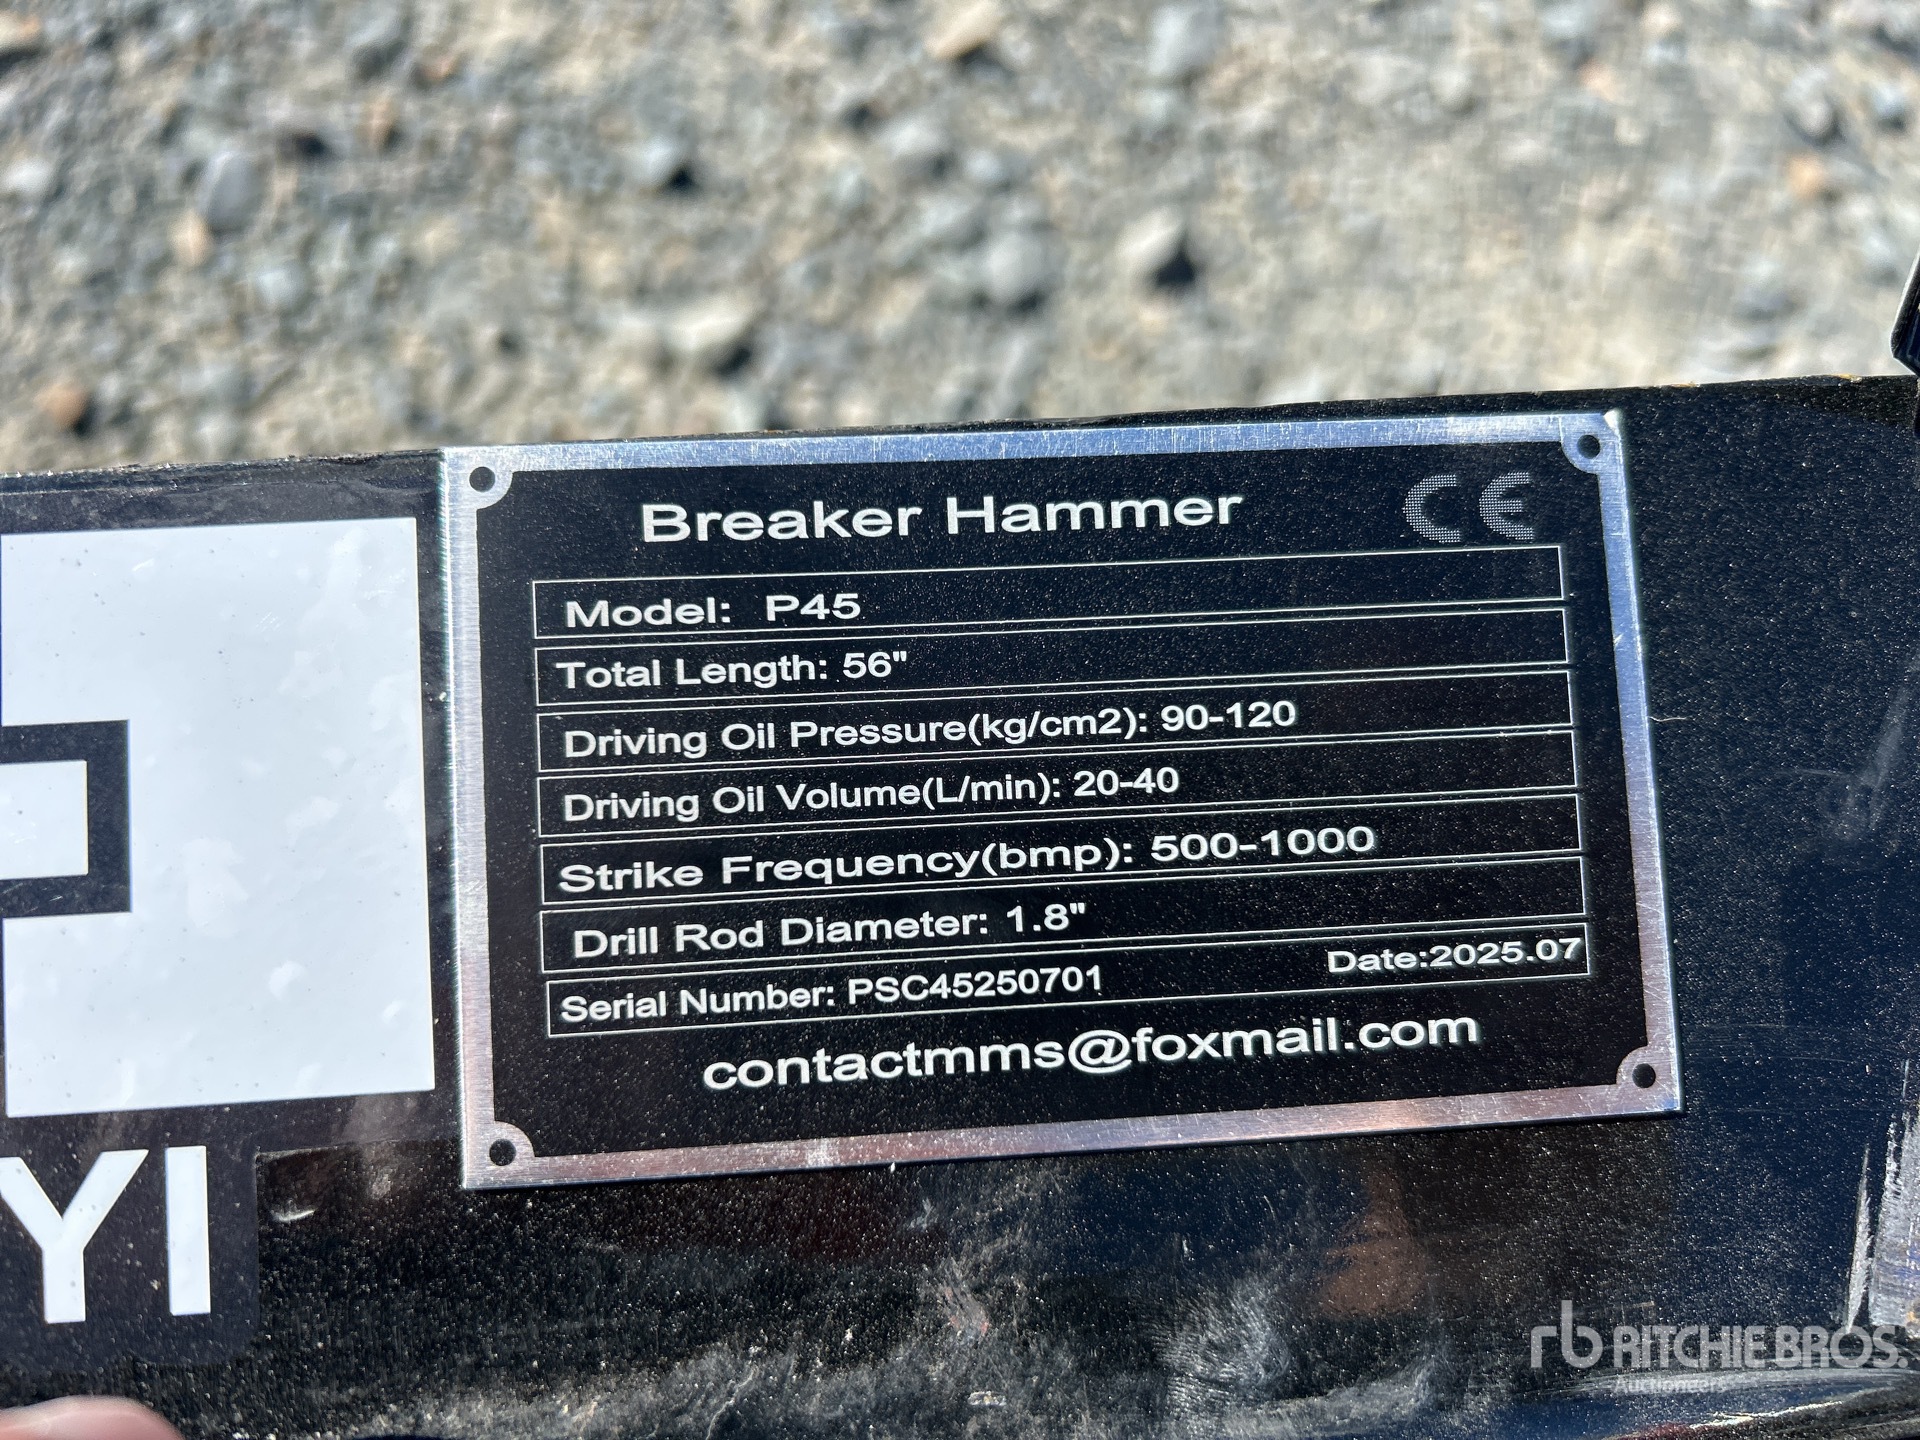 Breaker Hammer CE
Model: P45
Total Length: 56"
Driving Oil Pressure(kg/cm2): 90-120
Driving Oil Volume(L/min): 20-40
Strike Frequency(bmp): 500-1000
Drill Rod Diameter: 1.8"
Serial Number: PSC45250701 Date:2025.07
contactmms@foxmail.com
YI
rb RITCHIE BROS.
Auctioneers